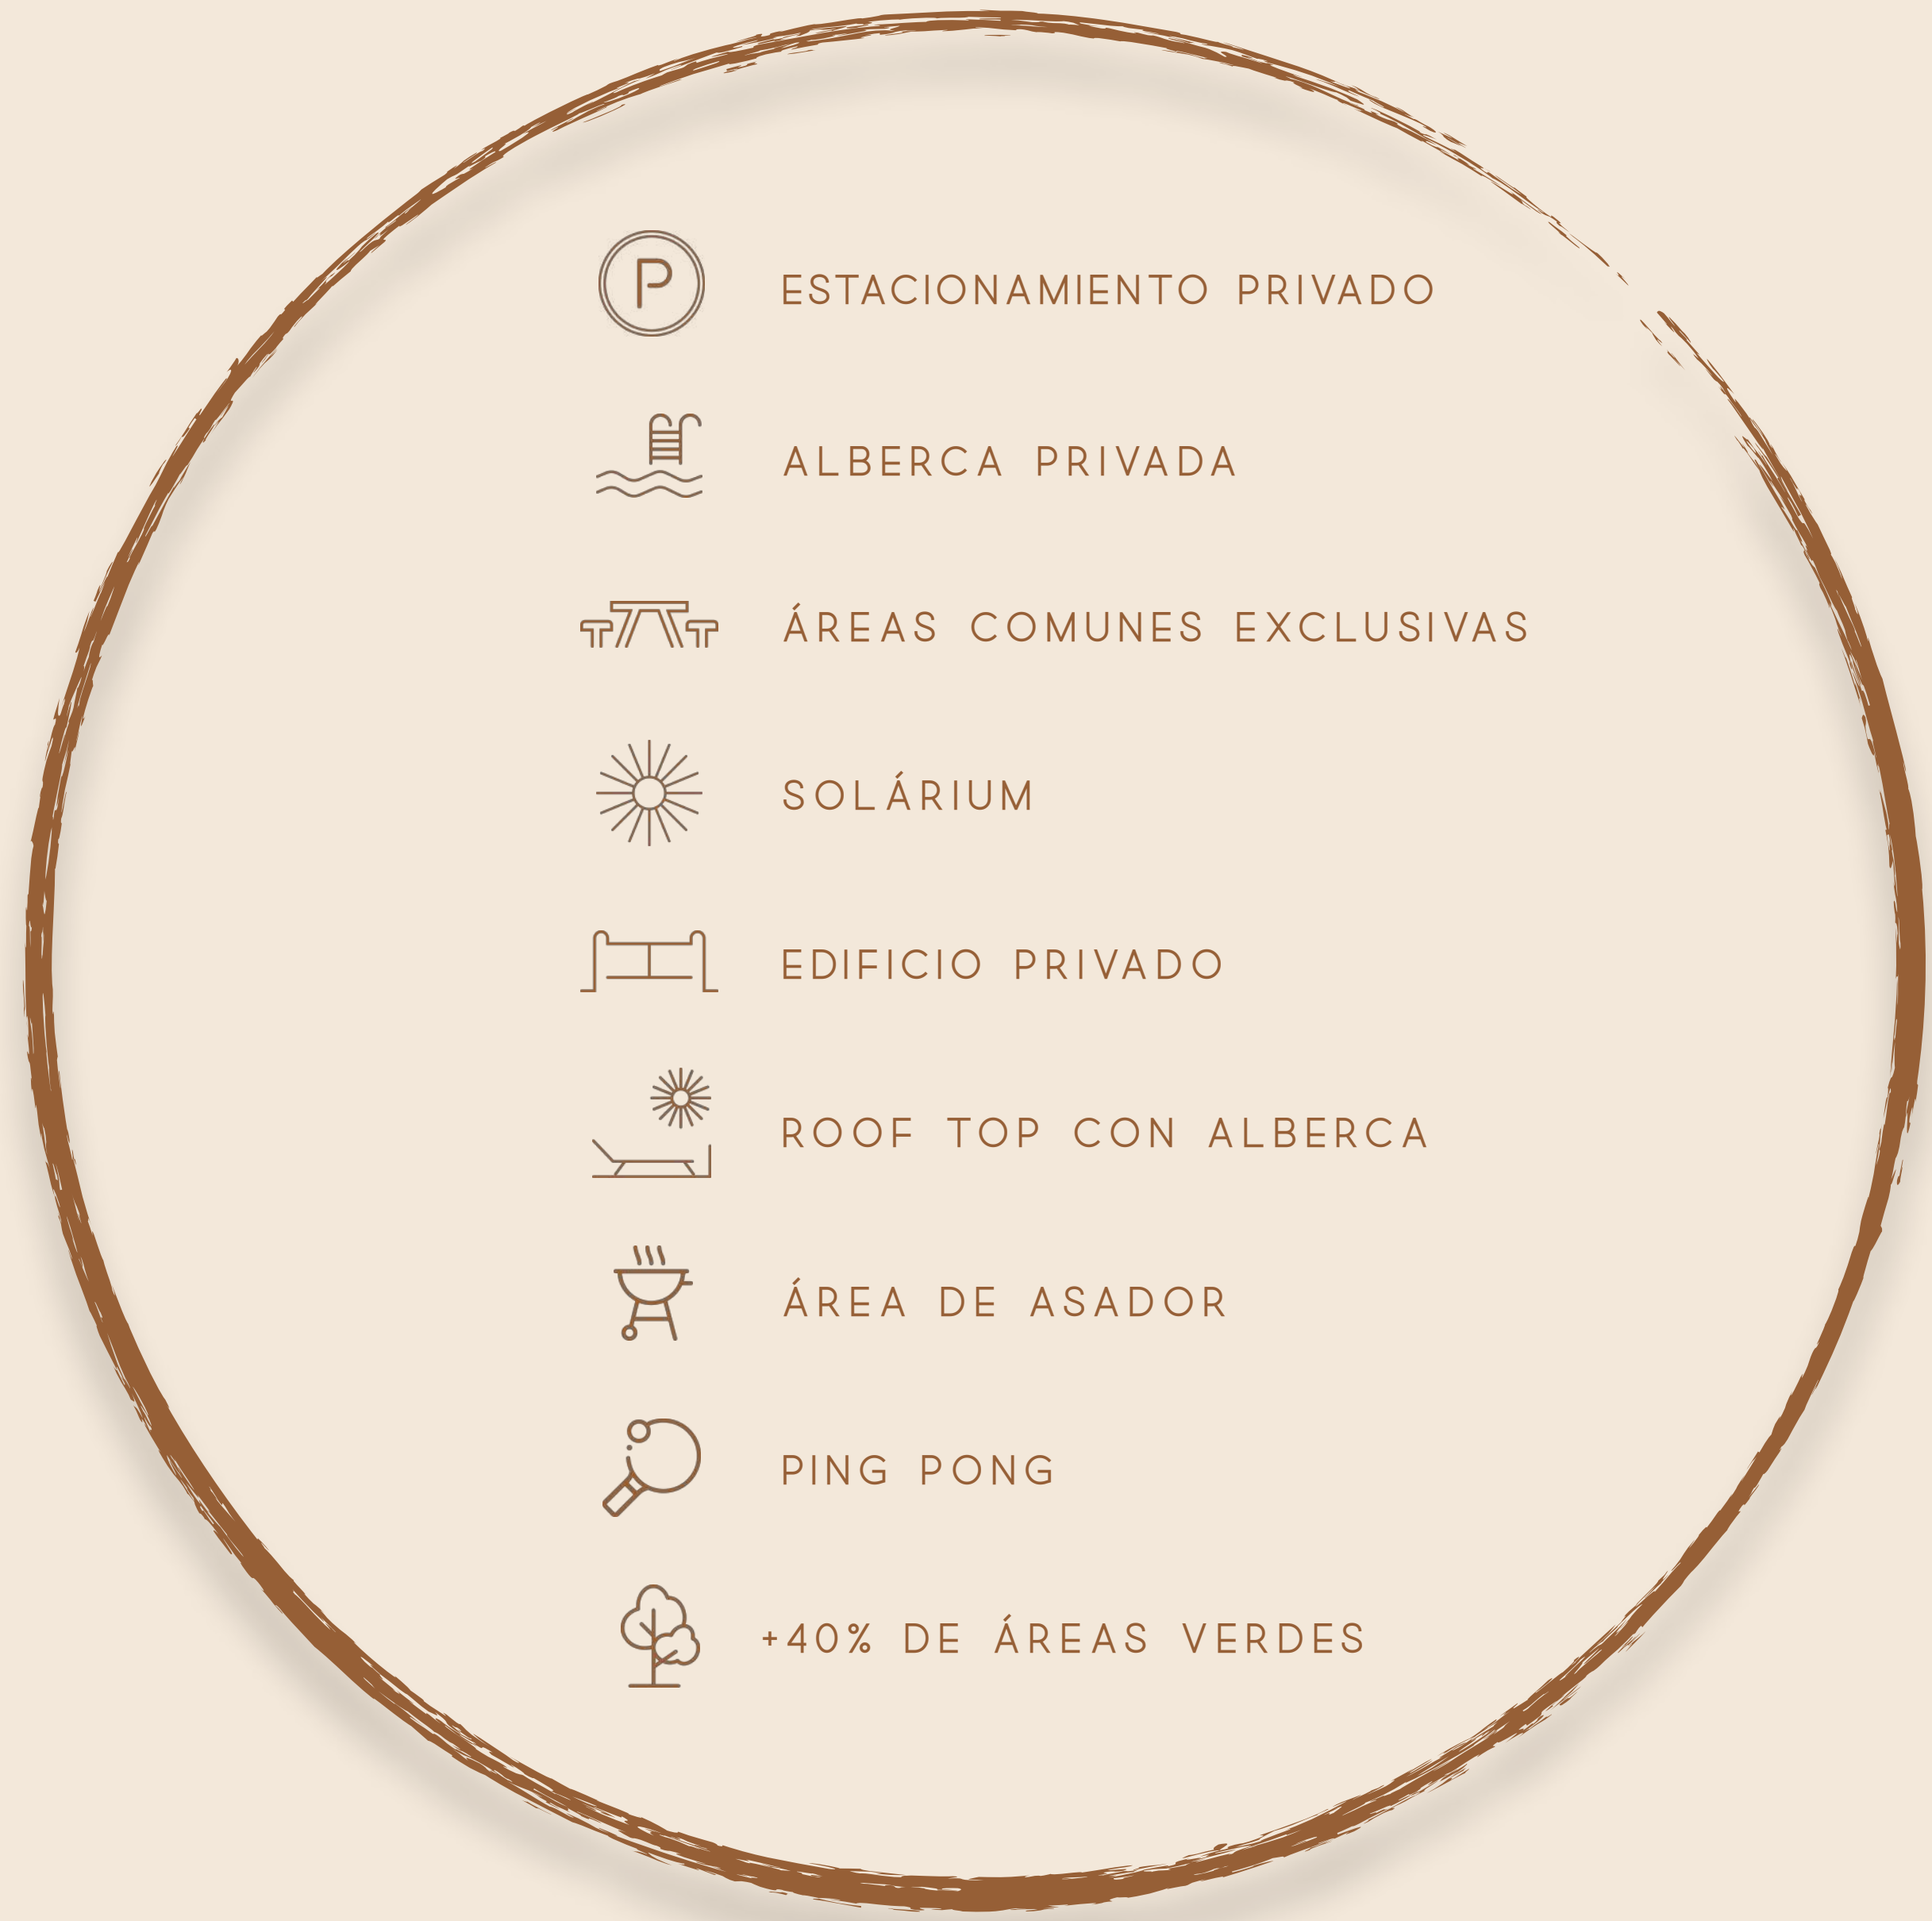 P
ESTACIONAMIENTO PRIVADO
ALBERCA PRIVADA
ÁREAS COMUNES EXCLUSIVAS
SOLÁRIUM
EDIFICIO PRIVADO
ROOF TOP CON ALBERCA
ÁREA DE ASADOR
PING PONG
+40% DE ÁREAS VERDES